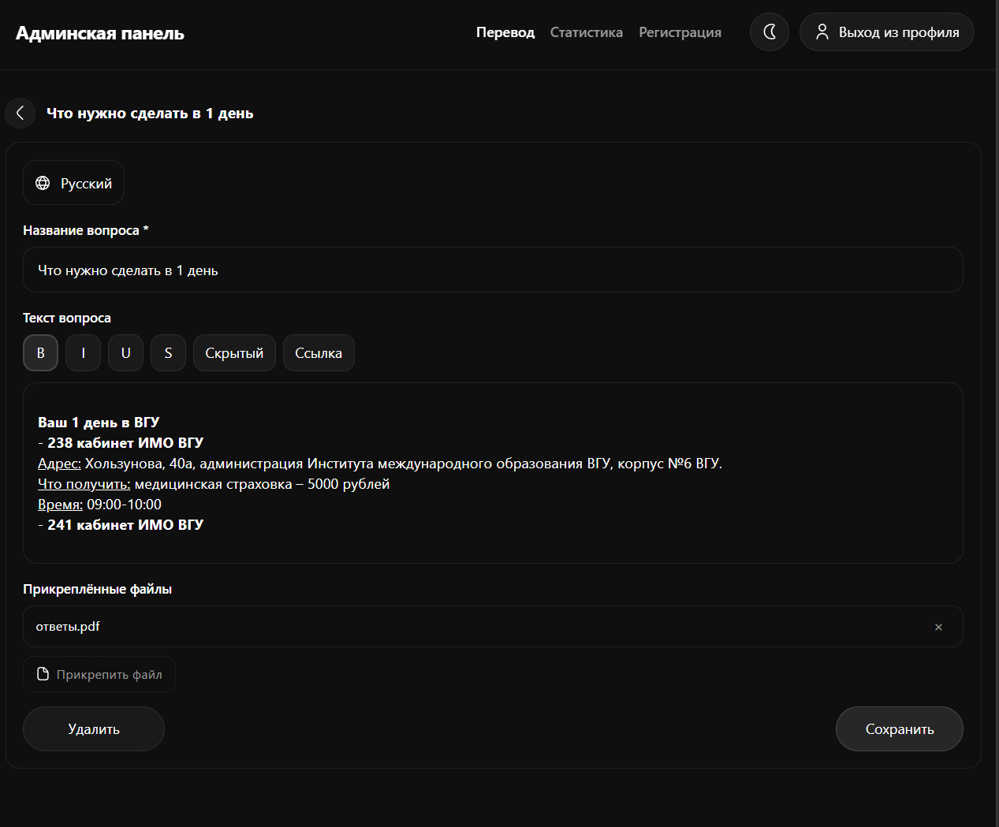 Админская панель
Перевод Статистика Регистрация Выход из профиля
Что нужно сделать в 1 день
Русский
Название вопроса *
Что нужно сделать в 1 день
Текст вопроса
B I U S Скрытый Ссылка
Ваш 1 день в ВГУ
- 238 кабинет ИМО ВГУ
Адрес: Хользунова, 40а, администрация Института международного образования ВГУ, корпус №6 ВГУ.
Что получить: медицинская страховка – 5000 рублей
Время: 09:00-10:00
- 241 кабинет ИМО ВГУ
Прикреплённые файлы
ответы.pdf ×
Прикрепить файл
Удалить Сохранить